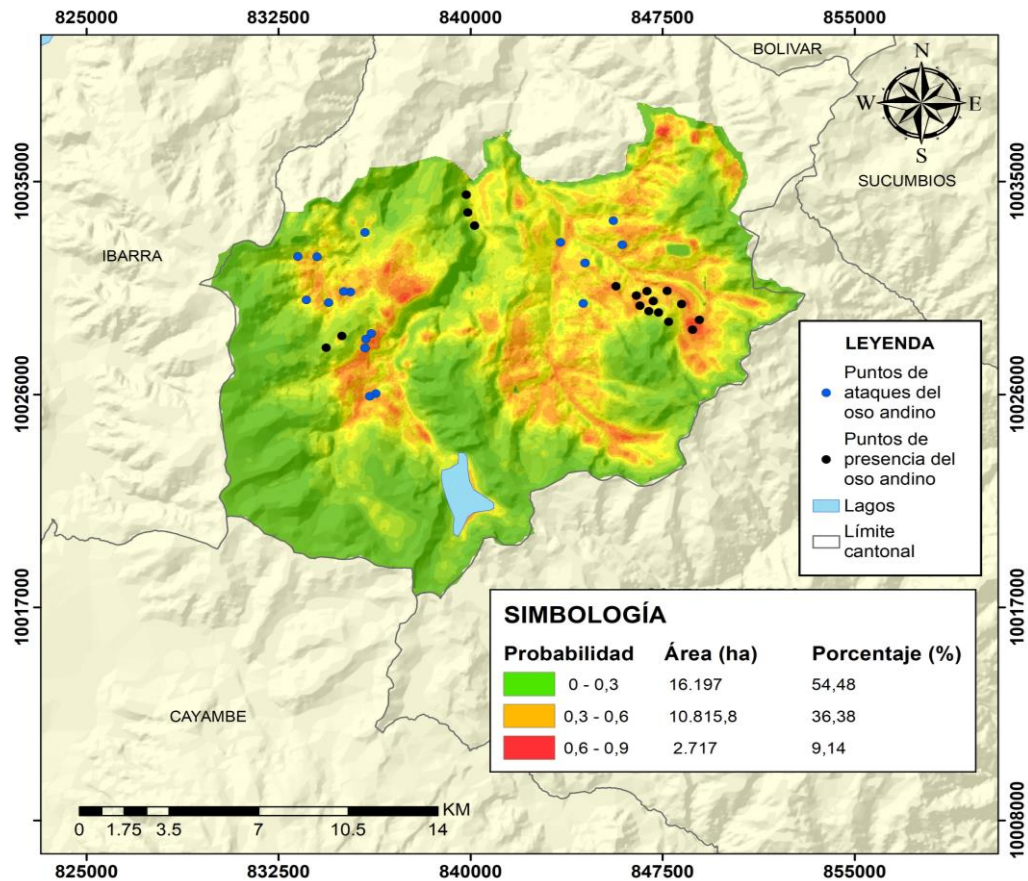 825000 832500 840000 847500 855000
BOLIVAR
N
W E
S
SUCUMBIOS
IBARRA
10035000
10035000
10026000
10026000
LEYENDA
Puntos de
ataques del
oso andino
Puntos de
presencia del
oso andino
Lagos
Límite
cantonal
10017000
10017000
SIMBOLOGÍA
Probabilidad Área (ha) Porcentaje (%)
0 - 0,3 16.197 54,48
0,3 - 0,6 10.815,8 36,38
0,6 - 0,9 2.717 9,14
CAYAMBE
KM
0 1.75 3.5 7 10.5 14
10008000
825000 832500 840000 847500 855000